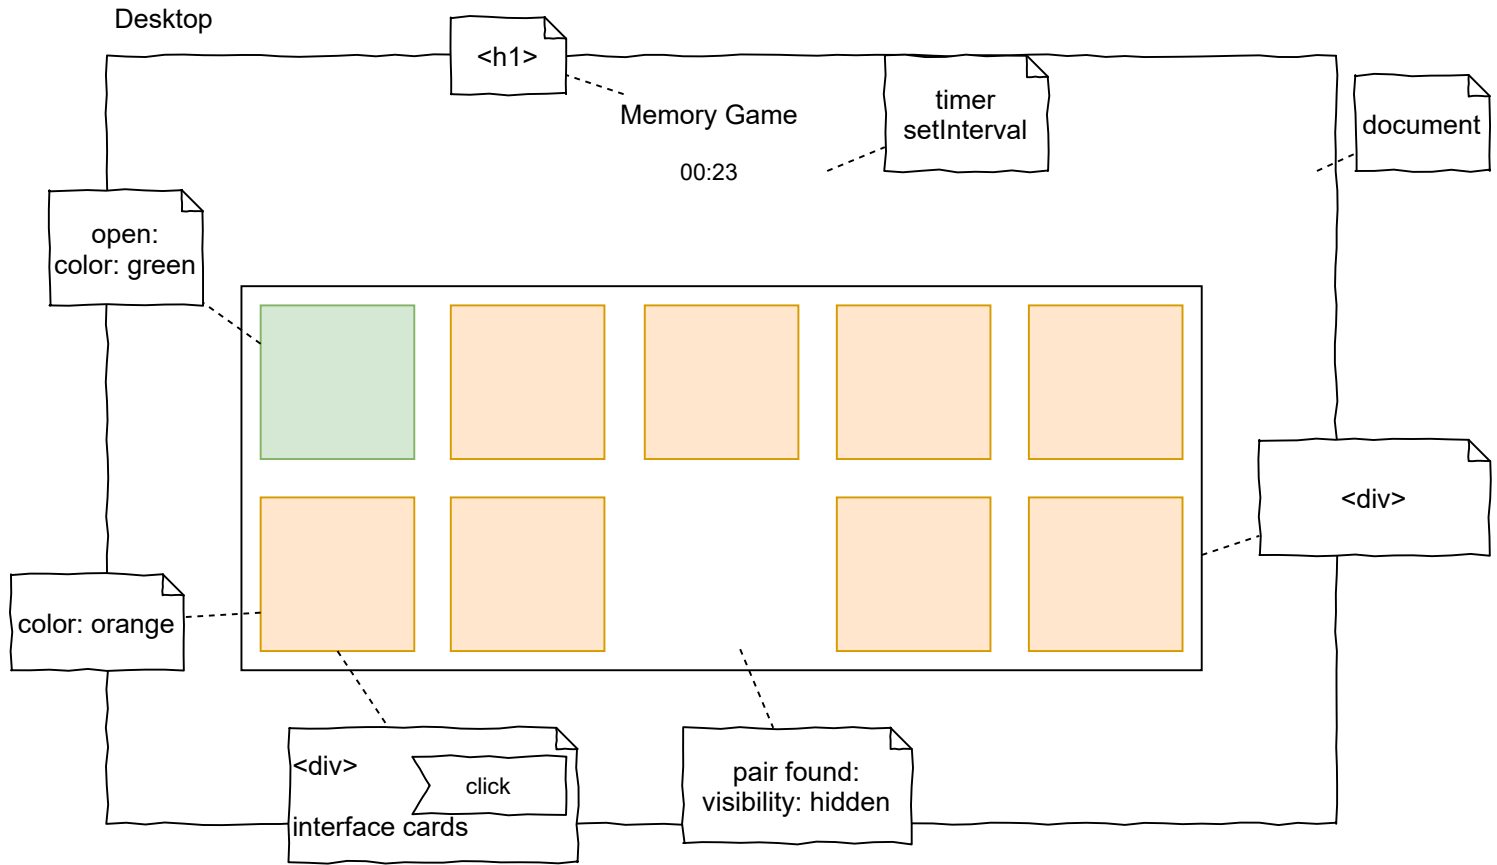 Desktop
<h1>
Memory Game
timer
setInterval
document
00:23
open:
color: green
<div>
color: orange
<div>
click
interface cards
pair found:
visibility: hidden